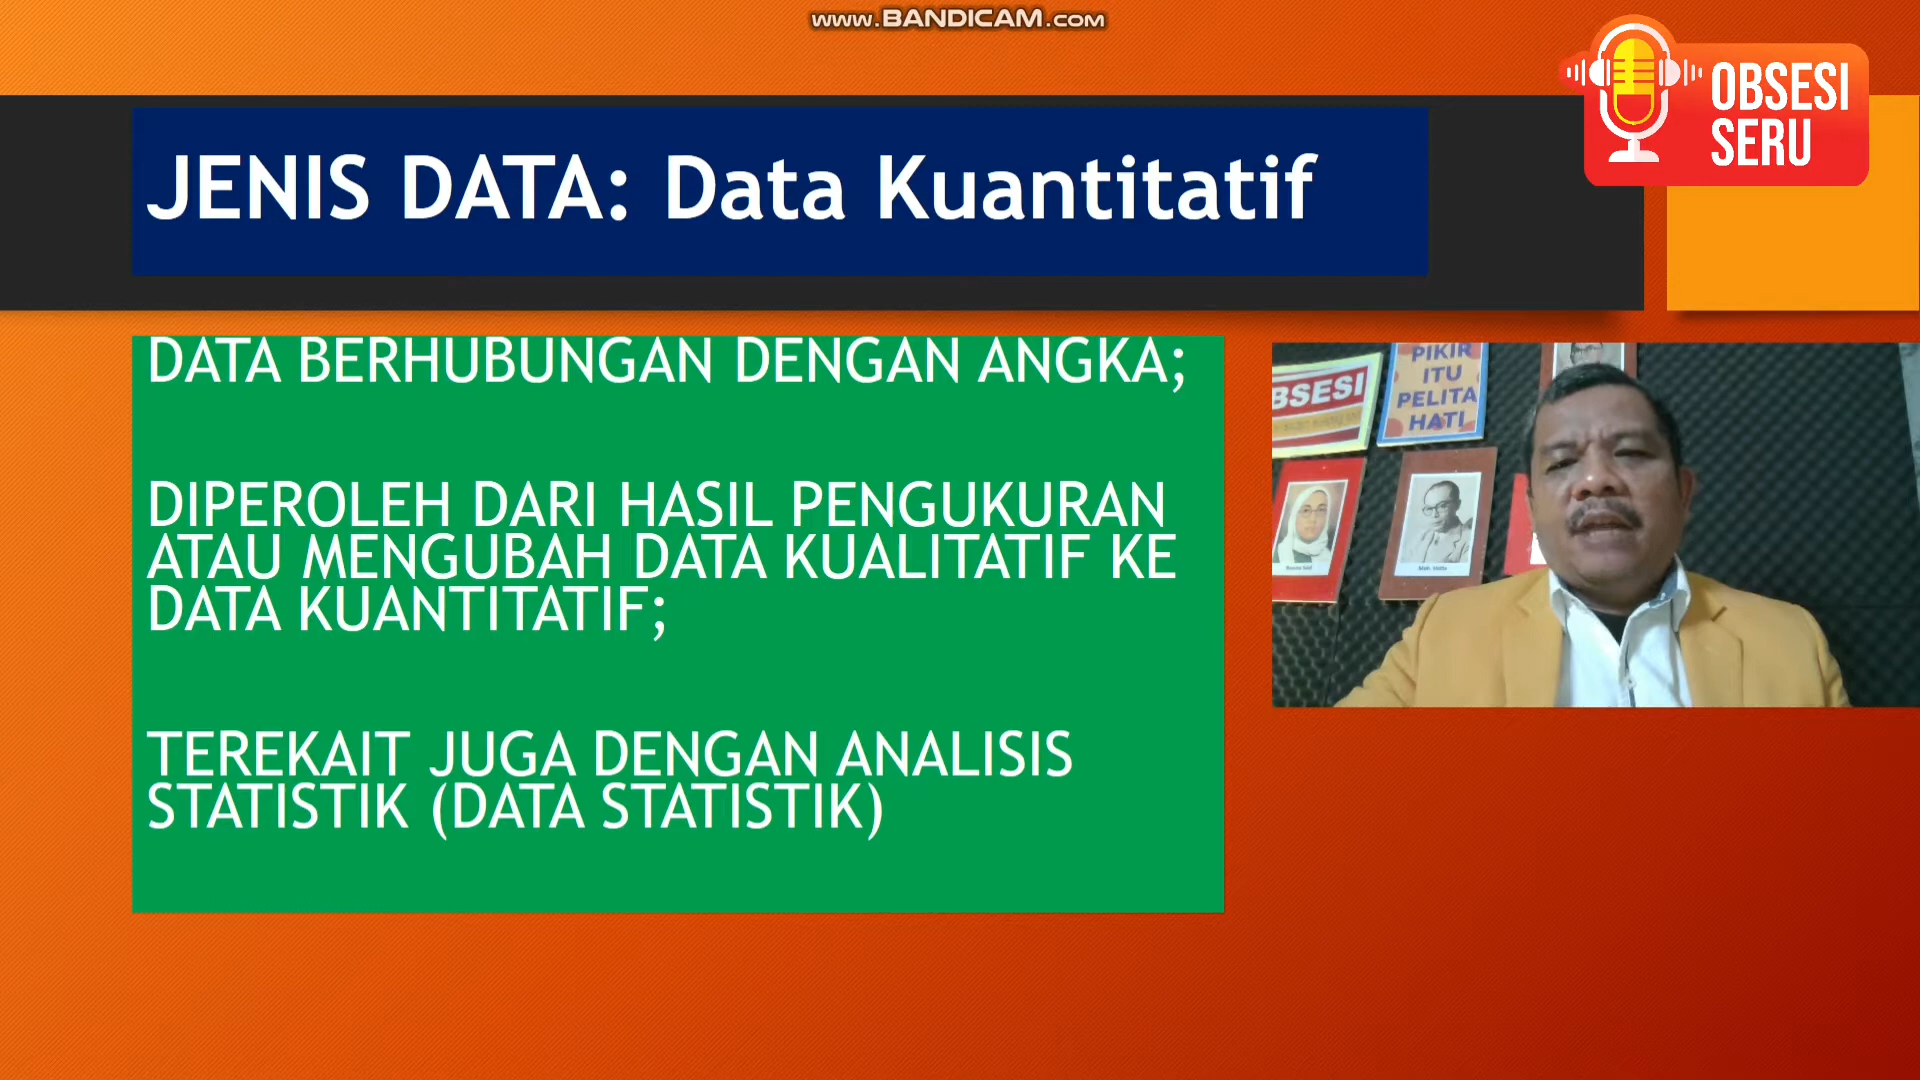 www.BANDICAM.com
OBSESI
SERU
JENIS DATA: Data Kuantitatif
DATA BERHUBUNGAN DENGAN ANGKA;
DIPEROLEH DARI HASIL PENGUKURAN
ATAU MENGUBAH DATA KUALITATIF KE
DATA KUANTITATIF;
TEREKAIT JUGA DENGAN ANALISIS
STATISTIK (DATA STATISTIK)
BSESI
PIKIR
ITU
PELITA
HATI